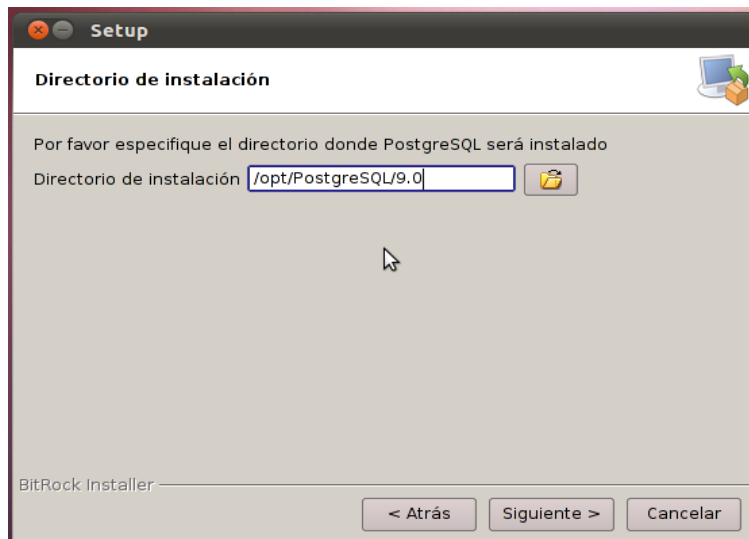 Setup
Directorio de instalación
Por favor especifique el directorio donde PostgreSQL será instalado
Directorio de instalación /opt/PostgreSQL/9.0
BitRock Installer
< Atrás Siguiente > Cancelar